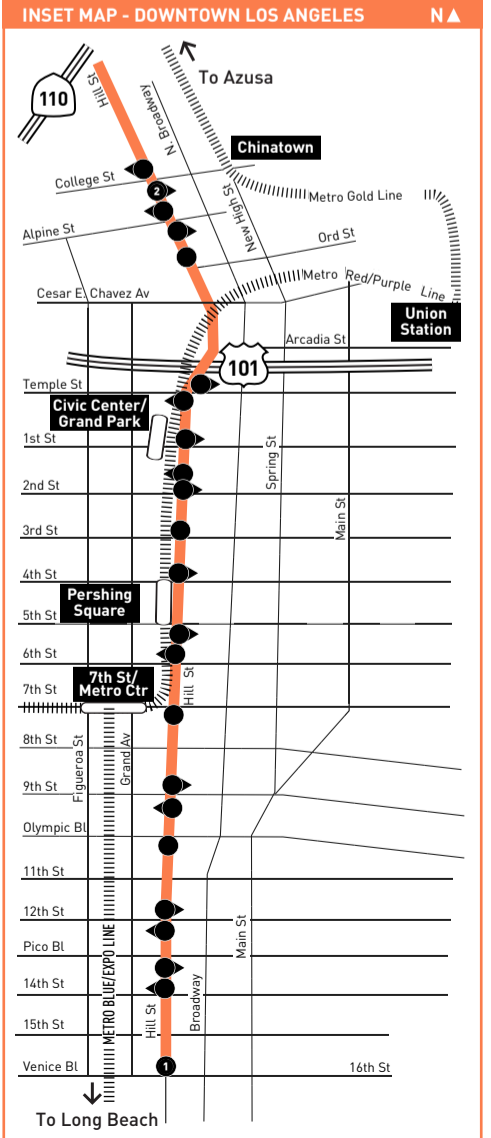 INSET MAP - DOWNTOWN LOS ANGELES
N
To Azusa
110
Hill St
N. Broadway
Chinatown
College St
2
New High St
Metro Gold Line
Alpine St
Ord St
Metro Red/Purple Line
Cesar E. Chavez Av
Union
Station
Arcadia St
101
Temple St
Civic Center/
Grand Park
1st St
Spring St
2nd St
Main St
3rd St
4th St
Pershing
Square
5th St
6th St
7th St/
Metro Ctr
Hill St
7th St
Figueroa St
Grand Av
8th St
9th St
Olympic Bl
11th St
12th St
METRO BLUE/EXPO LINE
Main St
Pico Bl
14th St
Hill St
Broadway
15th St
Venice Bl
1
16th St
To Long Beach